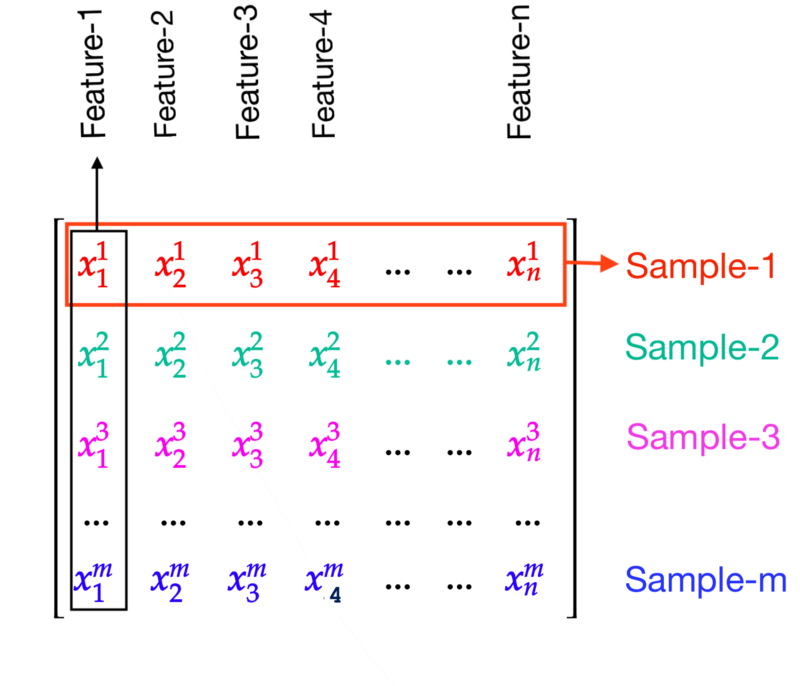 Feature-1 Feature-2 Feature-3 Feature-4 Feature-n
x₁¹ x₂¹ x₃¹ x₄¹ ... ... xₙ¹ Sample-1
x₁² x₂² x₃² x₄² ... ... xₙ² Sample-2
x₁³ x₂³ x₃³ x₄³ ... ... xₙ³ Sample-3
... ... ... ... ... ... ...
x₁ᵐ x₂ᵐ x₃ᵐ x₄ᵐ ... ... xₙᵐ Sample-m